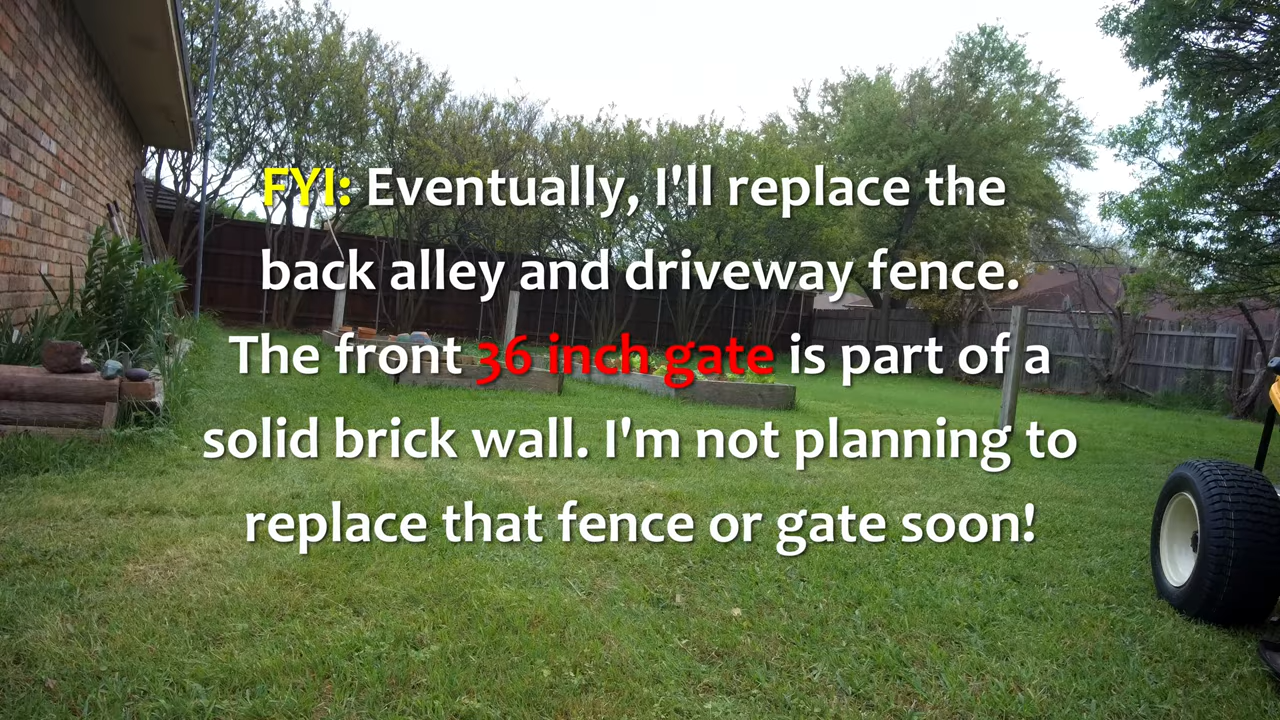 FYI: Eventually, I'll replace the
back alley and driveway fence.
The front 36 inch gate is part of a
solid brick wall. I'm not planning to
replace that fence or gate soon!